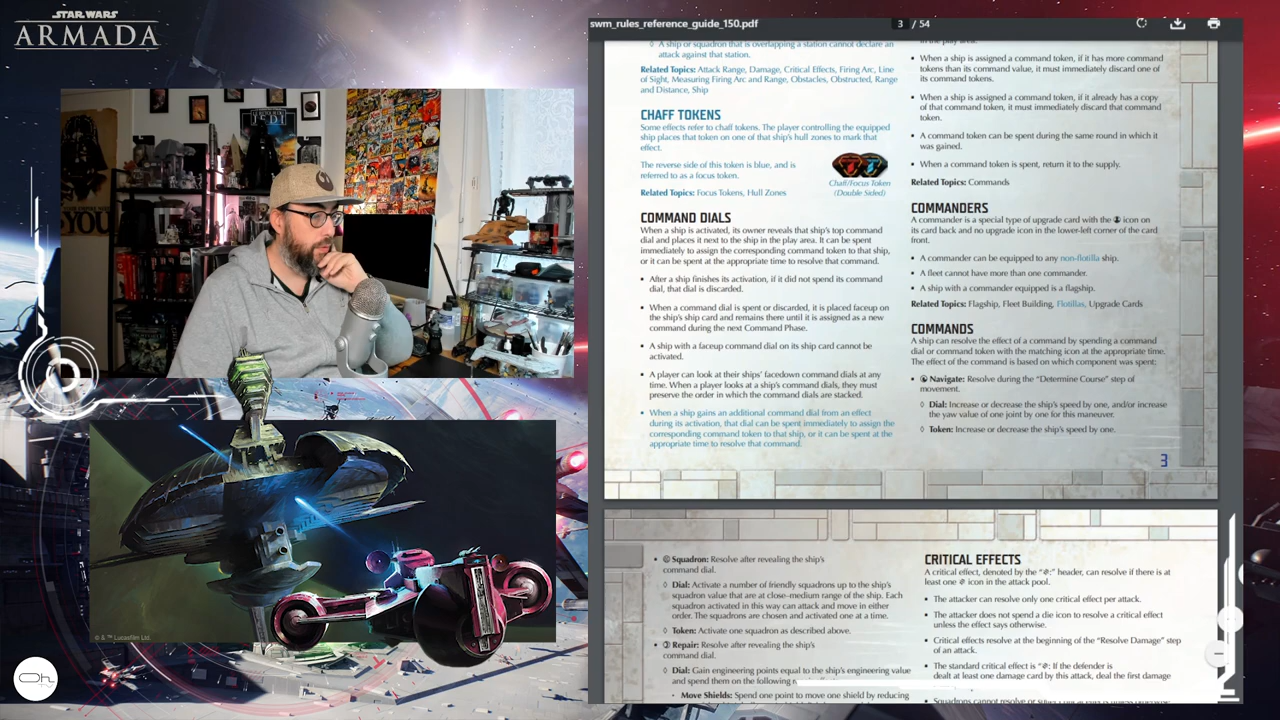 STAR WARS
ARMADA
JEDI
YOU
© & ™ Lucasfilm Ltd.
swm_rules_reference_guide_150.pdf
3 / 54
◊ A ship or squadron that is overlapping a station cannot declare an
attack against that station.
Related Topics: Attack Range, Damage, Critical Effects, Firing Arc, Line
of Sight, Measuring Firing Arc and Range, Obstacles, Obstructed, Range
and Distance, Ship
CHAFF TOKENS
Some effects refer to chaff tokens. The player controlling the equipped
ship places that token on one of that ship's hull zones to mark that
effect.
The reverse side of this token is blue, and is
referred to as a focus token.
Chaff/Focus Token
(Double Sided)
Related Topics: Focus Tokens, Hull Zones
COMMAND DIALS
When a ship is activated, its owner reveals that ship's top command
dial and places it next to the ship in the play area. It can be spent
immediately to assign the corresponding command token to that ship,
or it can be spent at the appropriate time to resolve that command.
• After a ship finishes its activation, if it did not spend its command
dial, that dial is discarded.
• When a command dial is spent or discarded, it is placed faceup on
the ship's ship card and remains there until it is assigned as a new
command during the next Command Phase.
• A ship with a faceup command dial on its ship card cannot be
activated.
• A player can look at their ships' facedown command dials at any
time. When a player looks at a ship's command dials, they must
preserve the order in which the command dials are stacked.
• When a ship gains an additional command dial from an effect
during its activation, that dial can be spent immediately to assign the
corresponding command token to that ship, or it can be spent at the
appropriate time to resolve that command.
in the play area.
• When a ship is assigned a command token, if it has more command
tokens than its command value, it must immediately discard one of
its command tokens.
• When a ship is assigned a command token, if it already has a copy
of that command token, it must immediately discard that command
token.
• A command token can be spent during the same round in which it
was gained.
• When a command token is spent, return it to the supply.
Related Topics: Commands
COMMANDERS
A commander is a special type of upgrade card with the icon on
its card back and no upgrade icon in the lower-left corner of the card
front.
• A commander can be equipped to any non-flotilla ship.
• A fleet cannot have more than one commander.
• A ship with a commander equipped is a flagship.
Related Topics: Flagship, Fleet Building, Flotillas, Upgrade Cards
COMMANDS
A ship can resolve the effect of a command by spending a command
dial or command token with the matching icon at the appropriate time.
The effect of the command is based on which component was spent:
• Navigate: Resolve during the “Determine Course” step of
movement.
◊ Dial: Increase or decrease the ship's speed by one, and/or increase
the yaw value of one joint by one for this maneuver.
◊ Token: Increase or decrease the ship's speed by one.
3
• Squadron: Resolve after revealing the ship's
command dial.
◊ Dial: Activate a number of friendly squadrons up to the ship's
squadron value that are at close–medium range of the ship. Each
squadron activated in this way can attack and move in either
order. The squadrons are chosen and activated one at a time.
◊ Token: Activate one squadron as described above.
• Repair: Resolve after revealing the ship's
command dial.
◊ Dial: Gain engineering points equal to the ship's engineering value
and spend them on the following
• Move Shields: Spend one point to move one shield by reducing
CRITICAL EFFECTS
A critical effect, denoted by the “ :” header, can resolve if there is at
least one icon in the attack pool.
• The attacker can resolve only one critical effect per attack.
• The attacker does not spend a die icon to resolve a critical effect
unless the effect says otherwise.
• Critical effects resolve at the beginning of the “Resolve Damage” step
of an attack.
• The standard critical effect is “ : If the defender is
dealt at least one damage card by this attack, deal the first damage
• Squadrons cannot resolve or